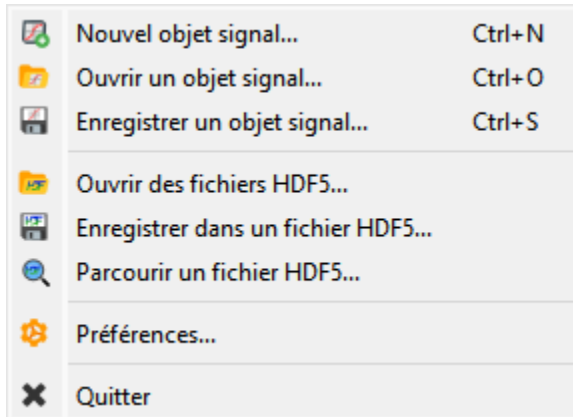 Nouvel objet signal... Ctrl+N
Ouvrir un objet signal... Ctrl+O
Enregistrer un objet signal... Ctrl+S
Ouvrir des fichiers HDF5...
Enregistrer dans un fichier HDF5...
Parcourir un fichier HDF5...
Préférences...
Quitter